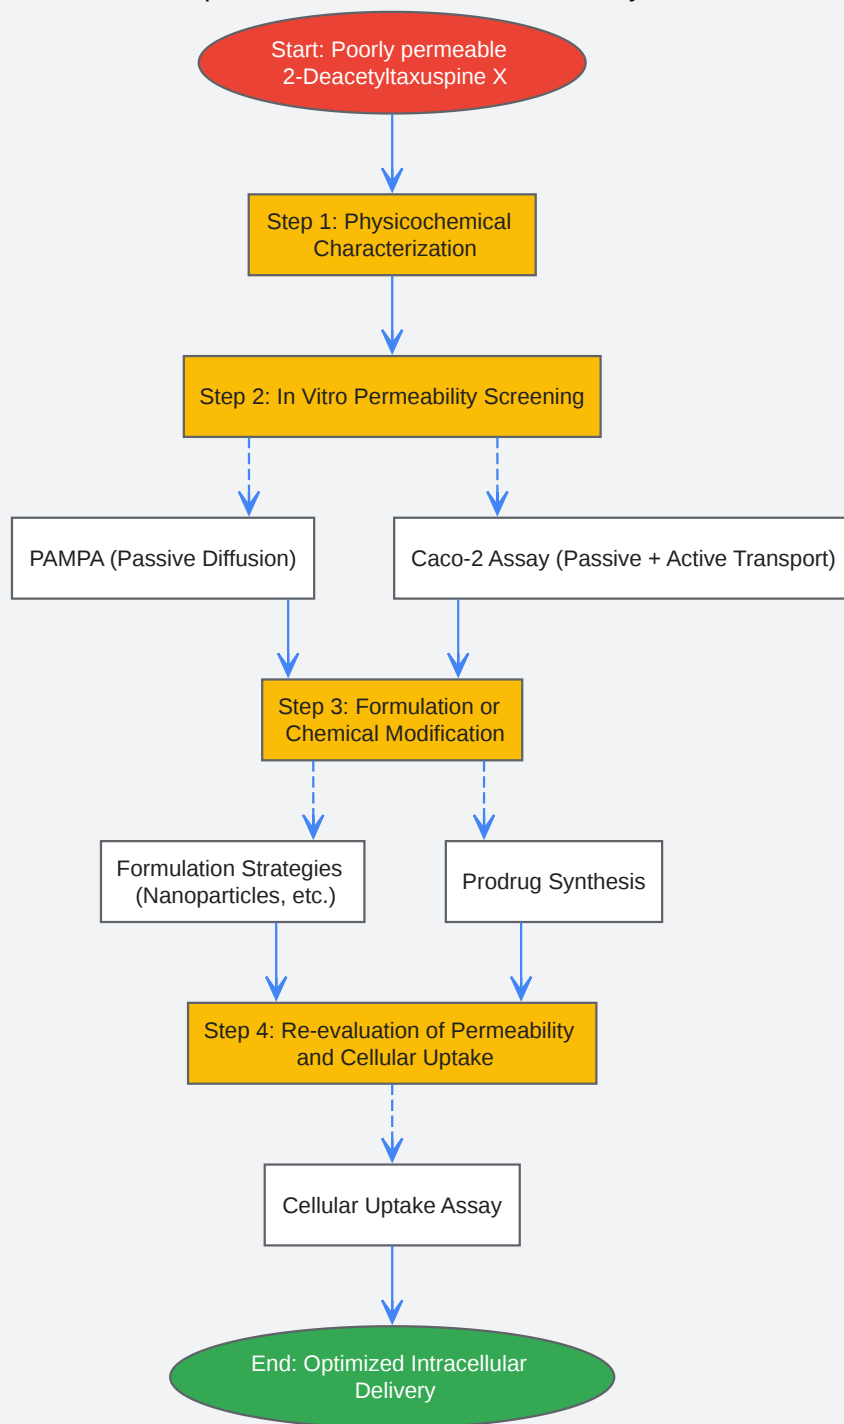 Start: Poorly permeable
2-Deacetyltaxuspine X
Step 1: Physicochemical
Characterization
Step 2: In Vitro Permeability Screening
PAMPA (Passive Diffusion)
Caco-2 Assay (Passive + Active Transport)
Step 3: Formulation or
Chemical Modification
Formulation Strategies
(Nanoparticles, etc.)
Prodrug Synthesis
Step 4: Re-evaluation of Permeability
and Cellular Uptake
Cellular Uptake Assay
End: Optimized Intracellular
Delivery